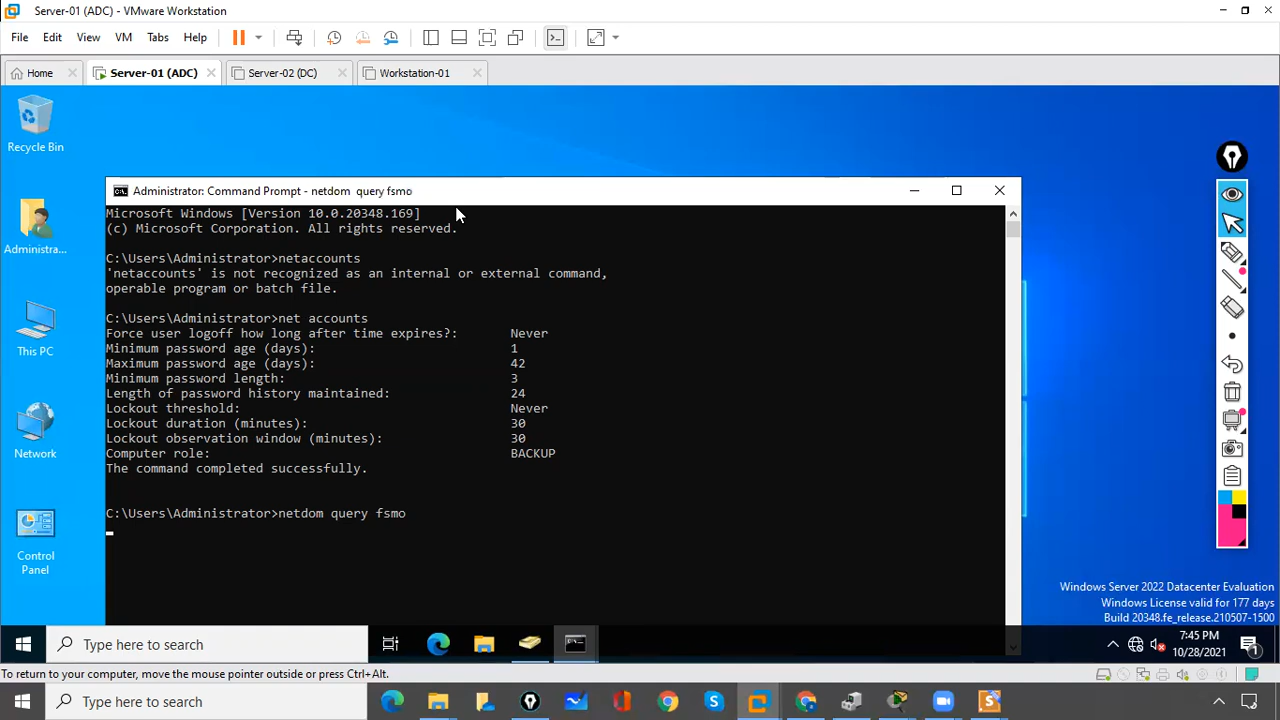 Server-01 (ADC) - VMware Workstation
File Edit View VM Tabs Help
Home Server-01 (ADC) Server-02 (DC) Workstation-01
Recycle Bin
Administra...
This PC
Network
Control
Panel
Administrator: Command Prompt - netdom  query fsmo
Microsoft Windows [Version 10.0.20348.169]
(c) Microsoft Corporation. All rights reserved.
C:\Users\Administrator>netaccounts
'netaccounts' is not recognized as an internal or external command,
operable program or batch file.
C:\Users\Administrator>net accounts
Force user logoff how long after time expires?: Never
Minimum password age (days): 1
Maximum password age (days): 42
Minimum password length: 3
Length of password history maintained: 24
Lockout threshold: Never
Lockout duration (minutes): 30
Lockout observation window (minutes): 30
Computer role: BACKUP
The command completed successfully.
C:\Users\Administrator>netdom query fsmo
Windows Server 2022 Datacenter Evaluation
Windows License valid for 177 days
Build 20348.fe_release.210507-1500
Type here to search
7:45 PM
10/28/2021
1
To return to your computer, move the mouse pointer outside or press Ctrl+Alt.
Type here to search